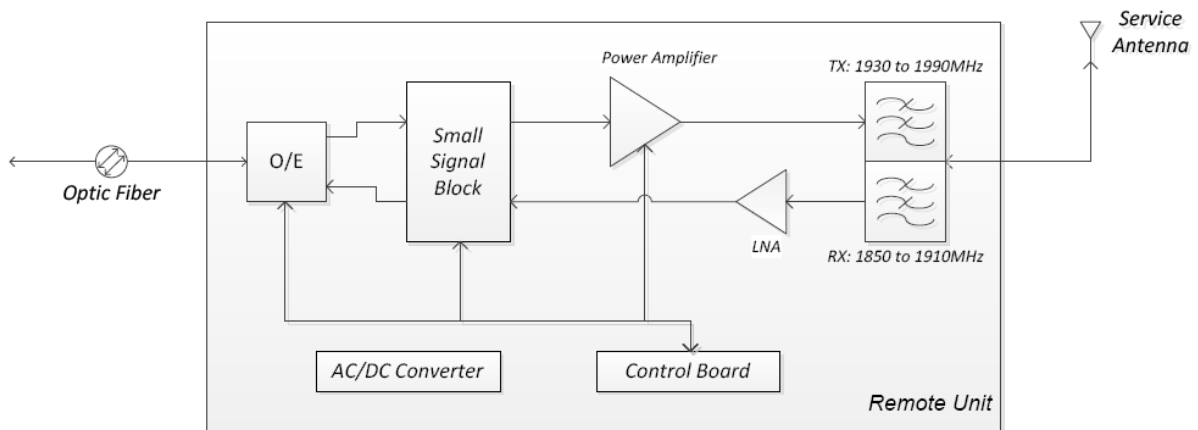 Service
Antenna
Power Amplifier
TX: 1930 to 1990MHz
O/E
Small
Signal
Block
Optic Fiber
LNA
RX: 1850 to 1910MHz
AC/DC Converter
Control Board
Remote Unit